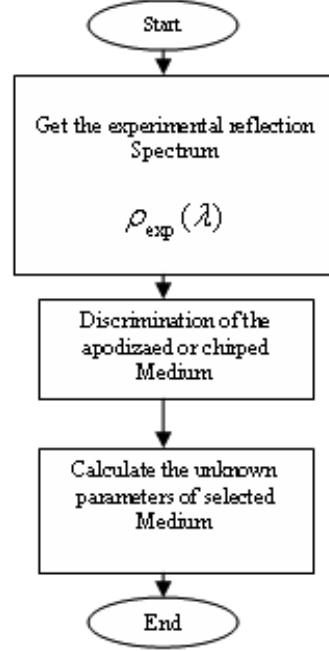 Start
Get the experimental reflection
Spectrum
ρexp (λ)
Discrimination of the
apodizaed or chirped
Medium
Calculate the unknown
parameters of selected
Medium
End